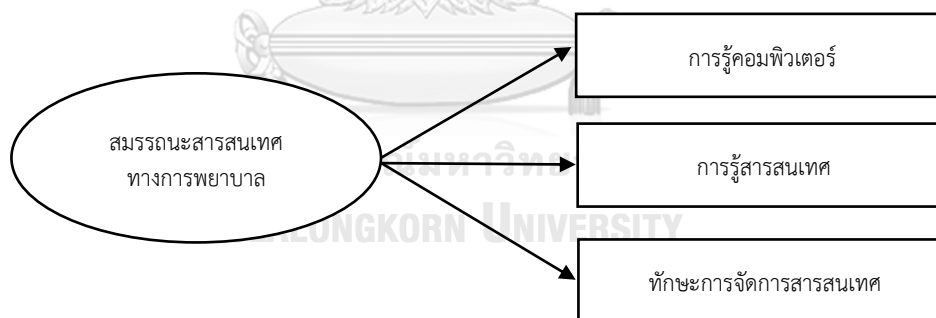 การรู้คอมพิวเตอร์
สมรรถนะสารสนเทศ
ทางการพยาบาล
การรู้สารสนเทศ
ทักษะการจัดการสารสนเทศ
UNIVERSITY